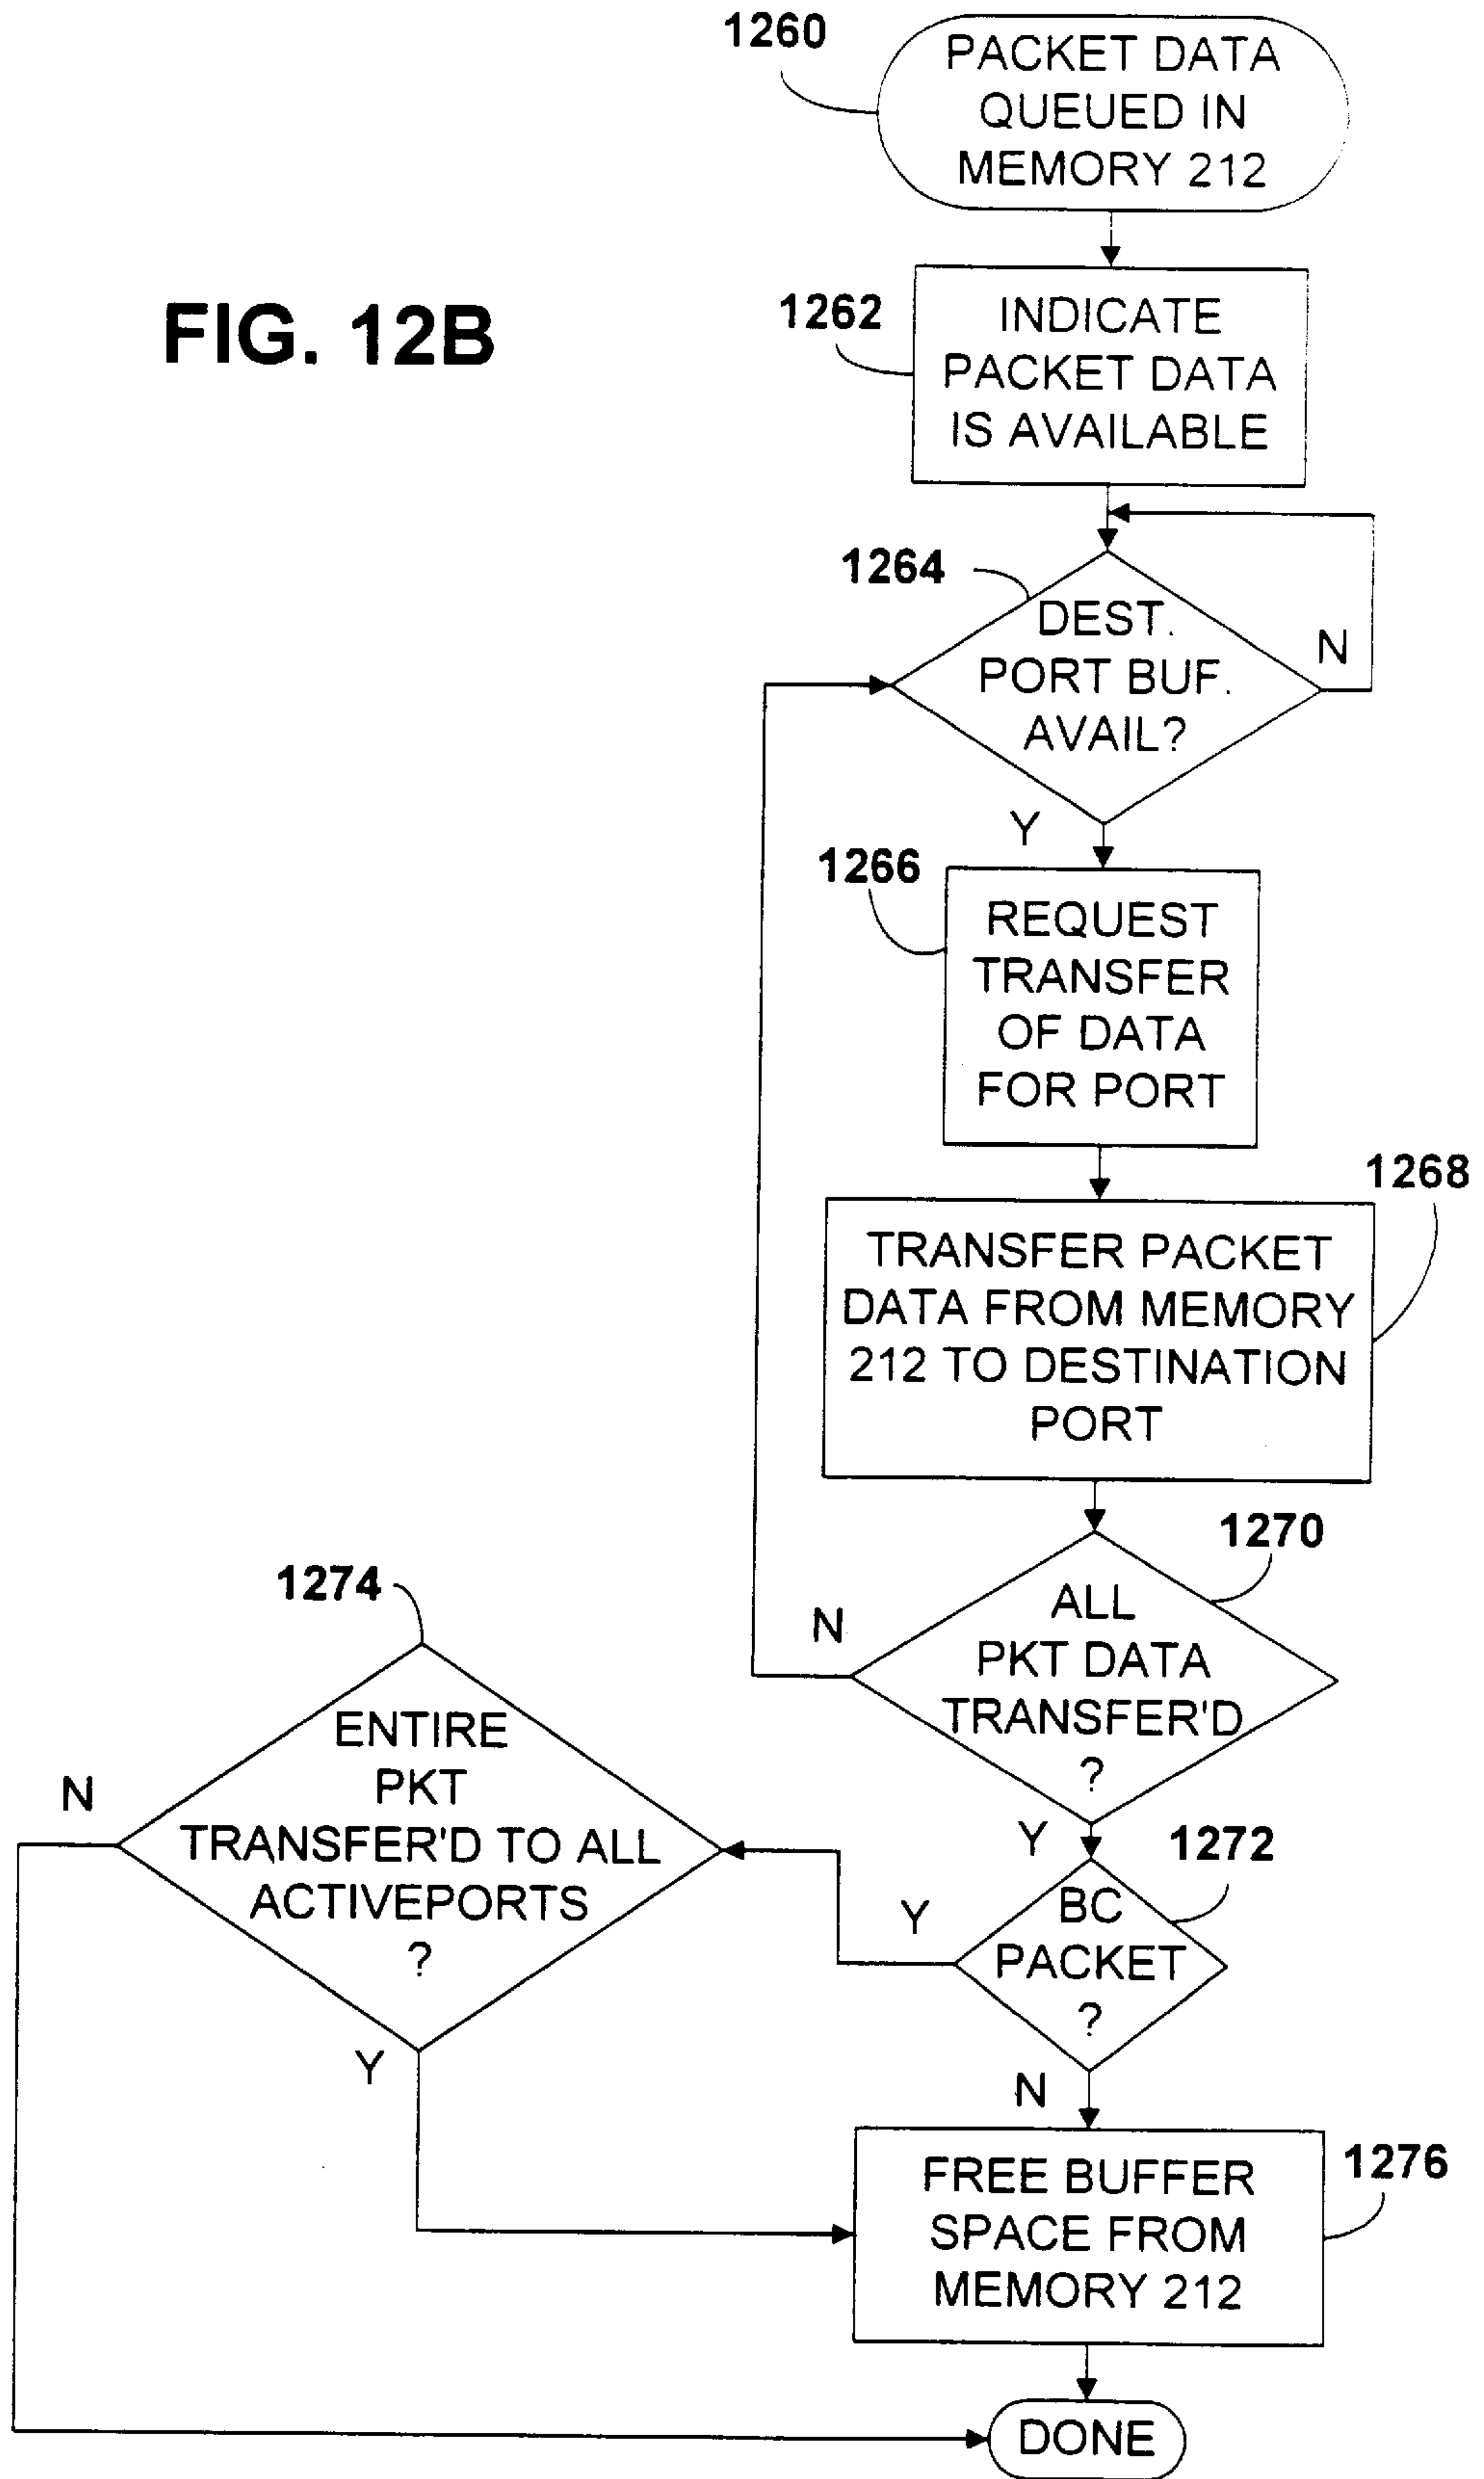 1260
PACKET DATA
QUEUED IN
MEMORY 212
FIG. 12B
1262
INDICATE
PACKET DATA
IS AVAILABLE
1264
DEST.
PORT BUF.
AVAIL?
N
Y
1266
REQUEST
TRANSFER
OF DATA
FOR PORT
1268
TRANSFER PACKET
DATA FROM MEMORY
212 TO DESTINATION
PORT
1270
ALL
PKT DATA
TRANSFER'D
?
N
Y
1272
BC
PACKET
?
Y
N
1274
ENTIRE
PKT
TRANSFER'D TO ALL
ACTIVEPORTS
?
N
Y
1276
FREE BUFFER
SPACE FROM
MEMORY 212
DONE